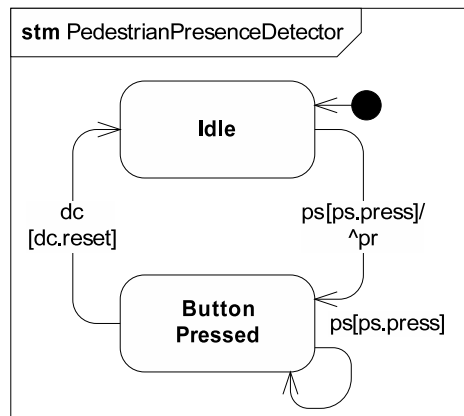 stm PedestrianPresenceDetector
Idle
dc
[dc.reset]
ps[ps.press]/
^pr
Button
Pressed
ps[ps.press]